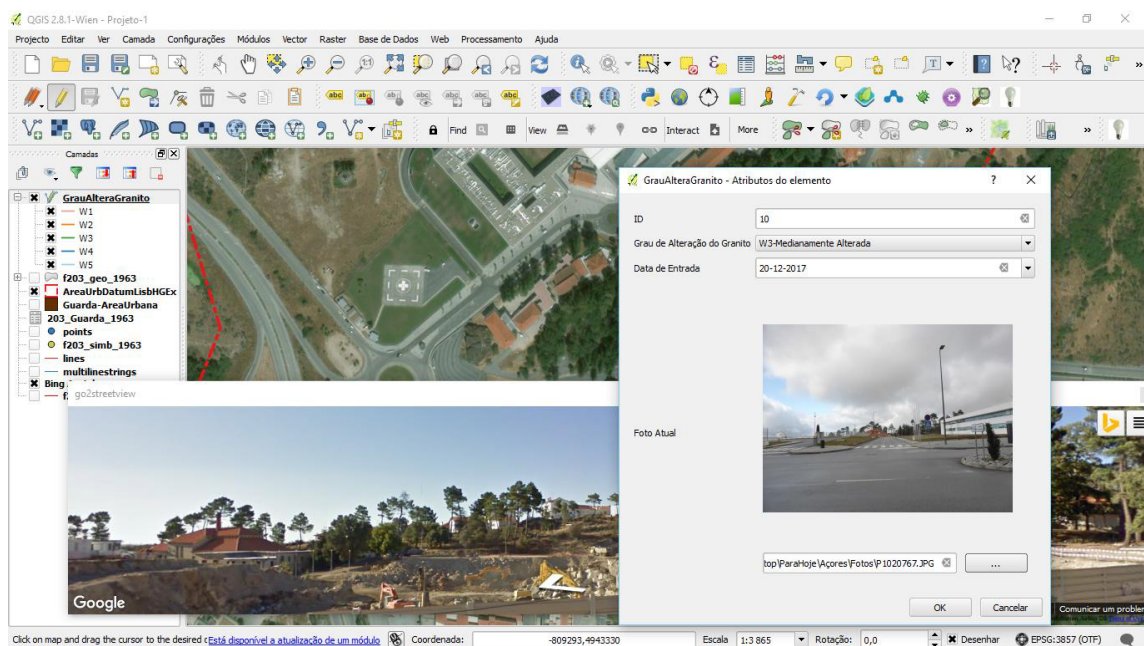 QGIS 2.8.1-Wien - Projeto-1
Projecto Editar Ver Camada Configurações Módulos Vector Raster Base de Dados Web Processamento Ajuda
Find View Interact More
Camadas
GrauAlteraGranito
W1
W2
W3
W4
W5
f203_geo_1963
AreaUrbDatumLisbHGEx
Guarda-AreaUrbana
203_Guarda_1963
points
f203_simb_1963
lines
multilinestrings
Bing
go2streetview
Google
GrauAlteraGranito - Atributos do elemento
ID 10
Grau de Alteração do Granito W3-Medianamente Alterada
Data de Entrada 20-12-2017
Foto Atual
top\ParaHoje\Açores\Fotos\P1020767.JPG ...
OK Cancelar
Comunicar um problem
Click on map and drag the cursor to the desired c Está disponível a atualização de um módulo Coordenada: -809293,4943330 Escala 1:3 865 Rotação: 0,0 Desenhar EPSG:3857 (OTF)